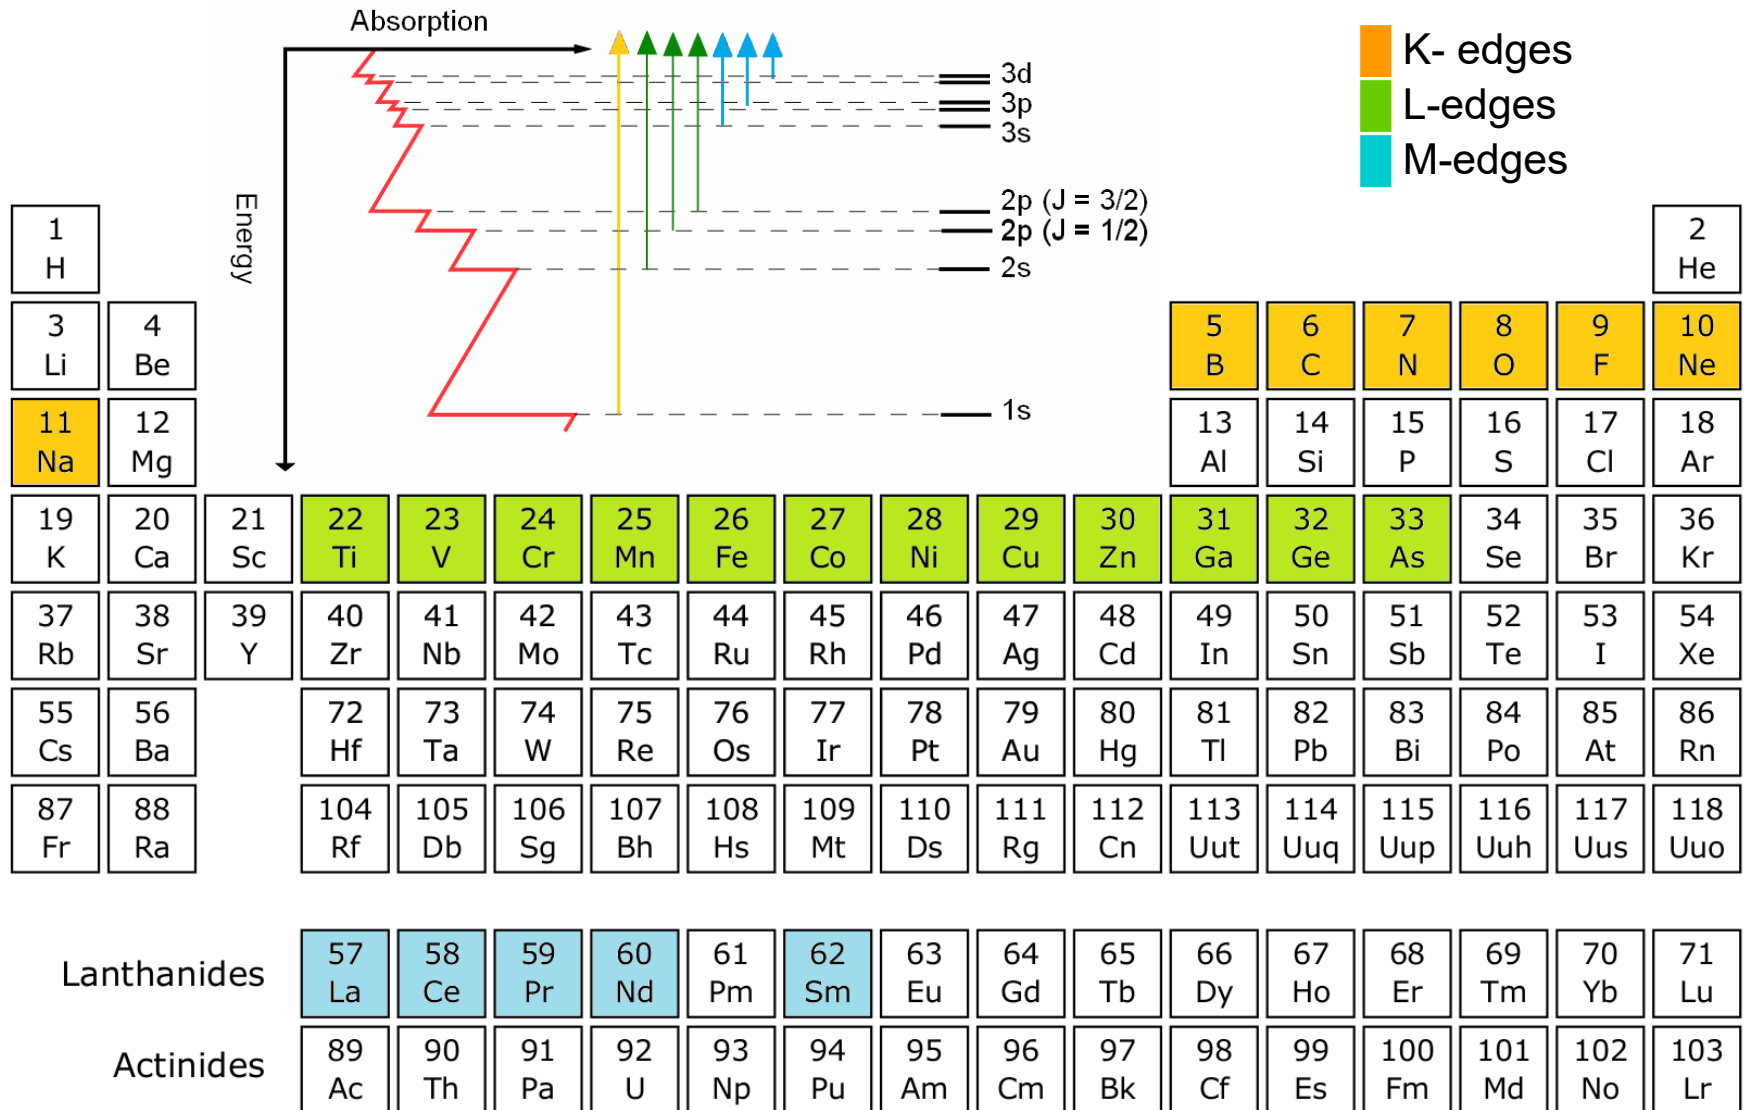 Absorption
K- edges
L-edges
M-edges
3d
3p
3s
2p (J = 3/2)
2p (J = 1/2)
2s
1s
Energy
1 2
H He
3 4 5 6 7 8 9 10
Li Be B C N O F Ne
11 12 13 14 15 16 17 18
Na Mg Al Si P S Cl Ar
19 20 21 22 23 24 25 26 27 28 29 30 31 32 33 34 35 36
K Ca Sc Ti V Cr Mn Fe Co Ni Cu Zn Ga Ge As Se Br Kr
37 38 39 40 41 42 43 44 45 46 47 48 49 50 51 52 53 54
Rb Sr Y Zr Nb Mo Tc Ru Rh Pd Ag Cd In Sn Sb Te I Xe
55 56 72 73 74 75 76 77 78 79 80 81 82 83 84 85 86
Cs Ba Hf Ta W Re Os Ir Pt Au Hg Tl Pb Bi Po At Rn
87 88 104 105 106 107 108 109 110 111 112 113 114 115 116 117 118
Fr Ra Rf Db Sg Bh Hs Mt Ds Rg Cn Uut Uuq Uup Uuh Uus Uuo
Lanthanides
57 58 59 60 61 62 63 64 65 66 67 68 69 70 71
La Ce Pr Nd Pm Sm Eu Gd Tb Dy Ho Er Tm Yb Lu
Actinides
89 90 91 92 93 94 95 96 97 98 99 100 101 102 103
Ac Th Pa U Np Pu Am Cm Bk Cf Es Fm Md No Lr